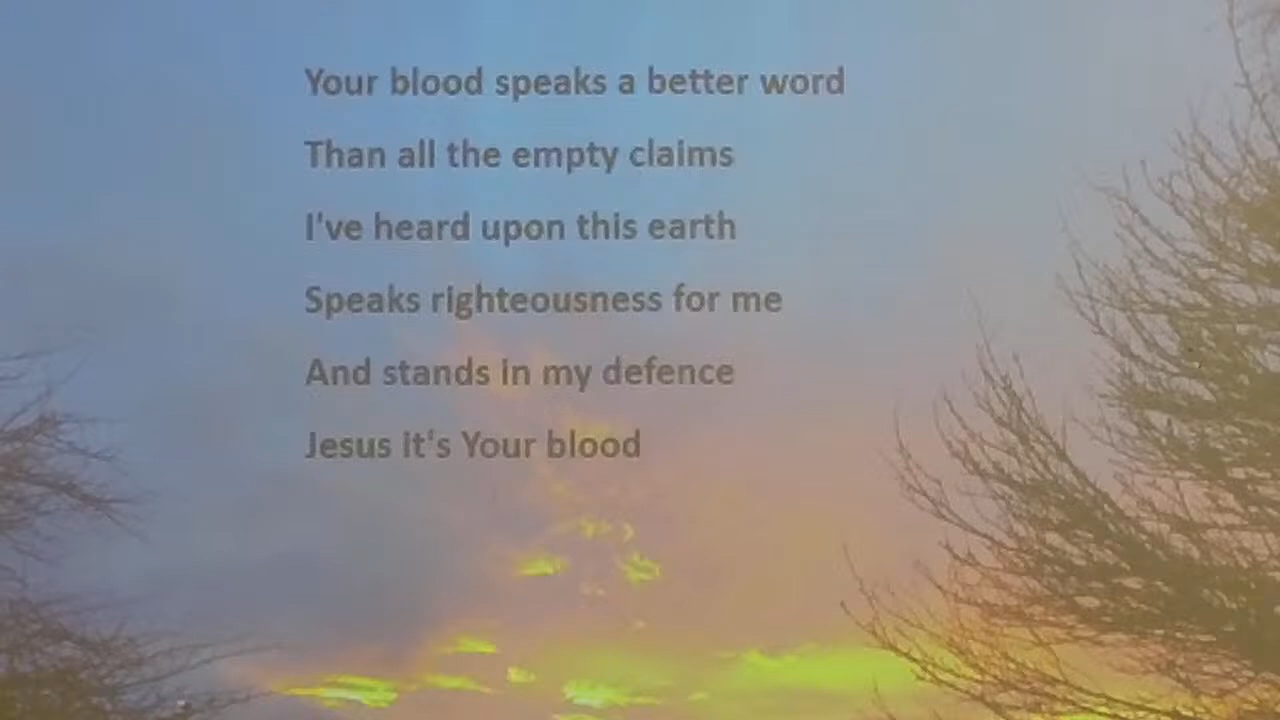 Your blood speaks a better word
Than all the empty claims
I've heard upon this earth
Speaks righteousness for me
And stands in my defence
Jesus it's Your blood